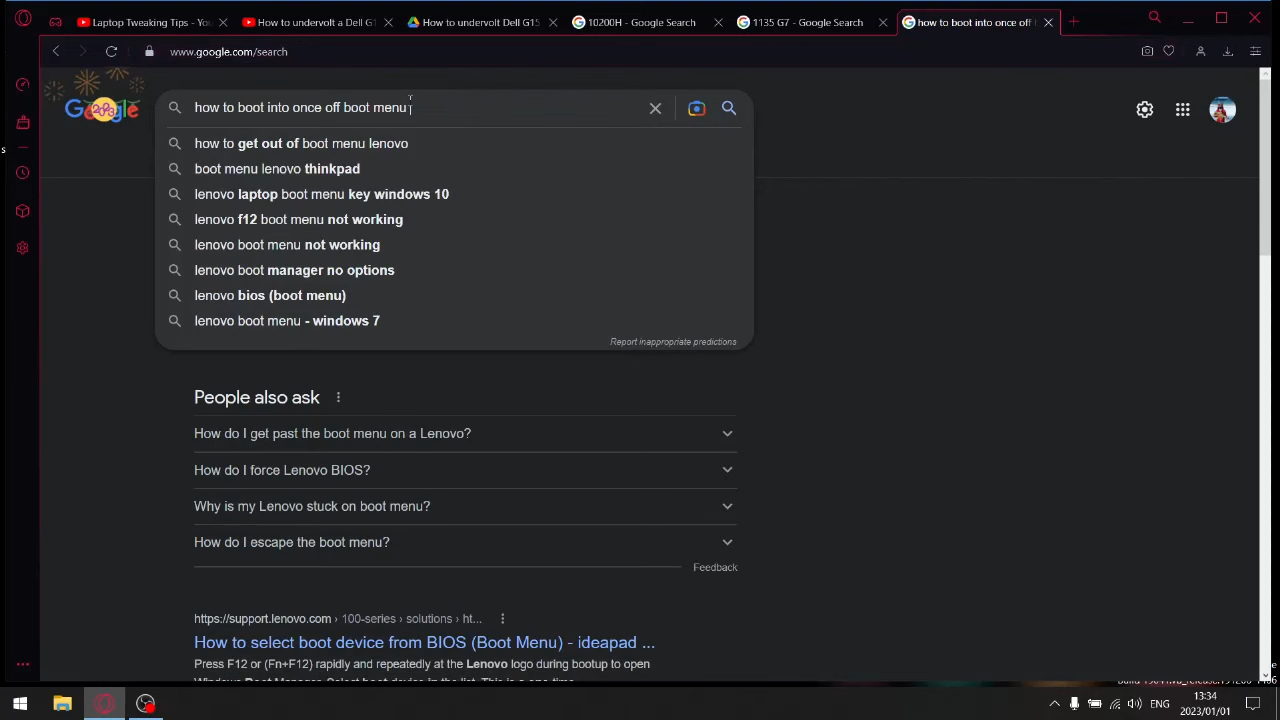 Laptop Tweaking Tips - You
How to undervolt a Dell G1
How to undervolt Dell G15
10200H - Google Search
1135 G7 - Google Search
how to boot into once off
www.google.com/search
Google
how to boot into once off boot menu
how to get out of boot menu lenovo
boot menu lenovo thinkpad
lenovo laptop boot menu key windows 10
lenovo f12 boot menu not working
lenovo boot menu not working
lenovo boot manager no options
lenovo bios (boot menu)
lenovo boot menu - windows 7
Report inappropriate predictions
People also ask
How do I get past the boot menu on a Lenovo?
How do I force Lenovo BIOS?
Why is my Lenovo stuck on boot menu?
How do I escape the boot menu?
Feedback
https://support.lenovo.com › 100-series › solutions › ht...
How to select boot device from BIOS (Boot Menu) - ideapad ...
Press F12 or (Fn+F12) rapidly and repeatedly at the Lenovo logo during bootup to open
ENG
13:34
2023/01/01